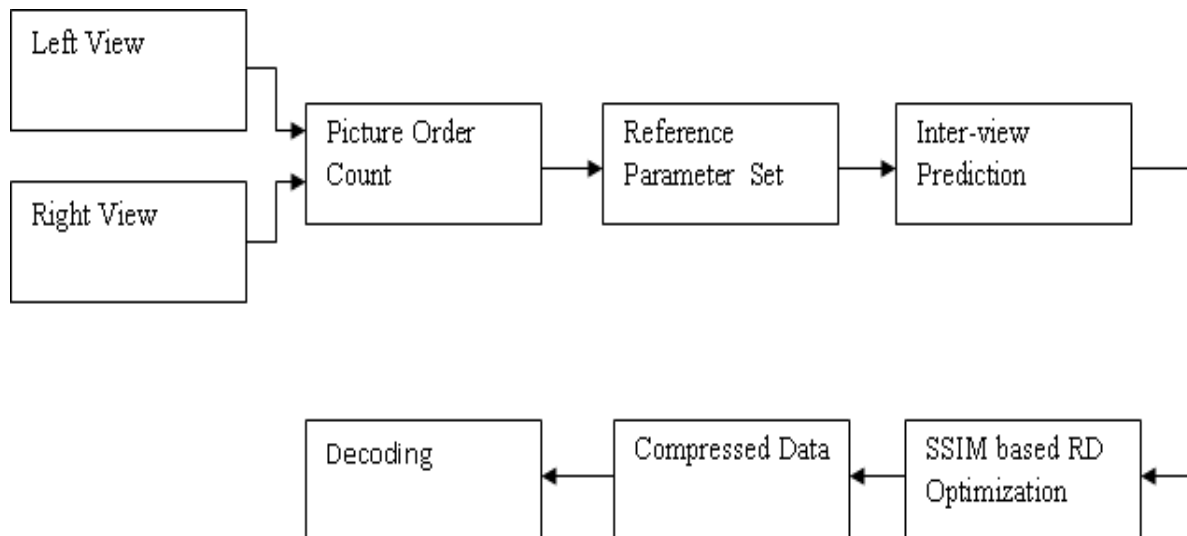 Left View
Right View
Picture Order
Count
Reference
Parameter Set
Inter-view
Prediction
SSIM based RD
Optimization
Compressed Data
Decoding